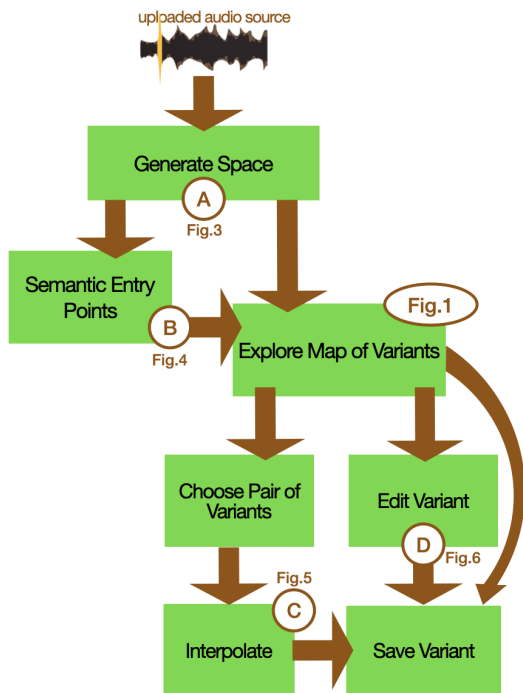 uploaded audio source
Generate Space
A
Fig.3
Semantic Entry
Points
B
Fig.4
Fig.1
Explore Map of Variants
Choose Pair of
Variants
Edit Variant
D
Fig.6
Fig.5
C
Interpolate
Save Variant